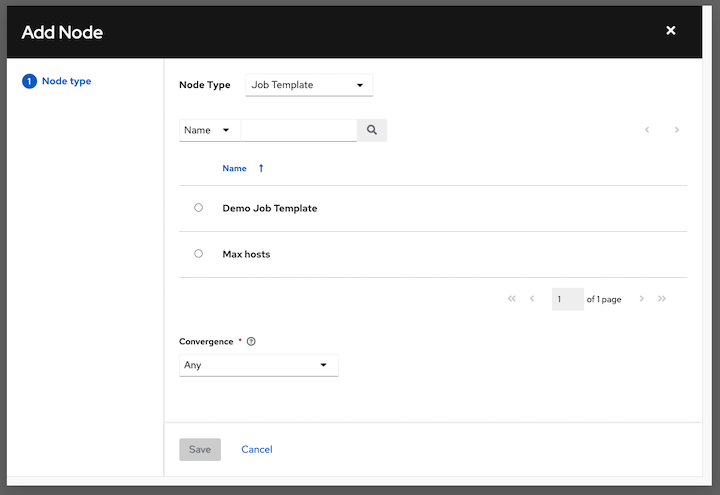 Add Node
1 Node type
Node Type Job Template
Name
Name
Demo Job Template
Max hosts
1 of 1 page
Convergence *
Any
Save Cancel